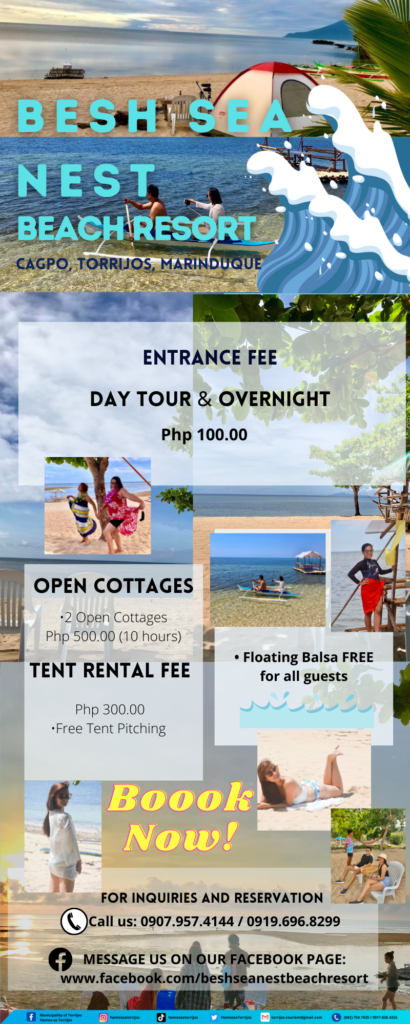 BESH SEA
NEST
BEACH RESORT
CAGPO, TORRIJOS, MARINDUQUE
ENTRANCE FEE
DAY TOUR & OVERNIGHT
Php 100.00
OPEN COTTAGES
•2 Open Cottages
Php 500.00 (10 hours)
TENT RENTAL FEE
Php 300.00
•Free Tent Pitching
• Floating Balsa FREE
for all guests
Boook
Now!
FOR INQUIRIES AND RESERVATION
Call us: 0907.957.4144 / 0919.696.8299
MESSAGE US ON OUR FACEBOOK PAGE:
www.facebook.com/beshseanestbeachresort
Municipality of Torrijos